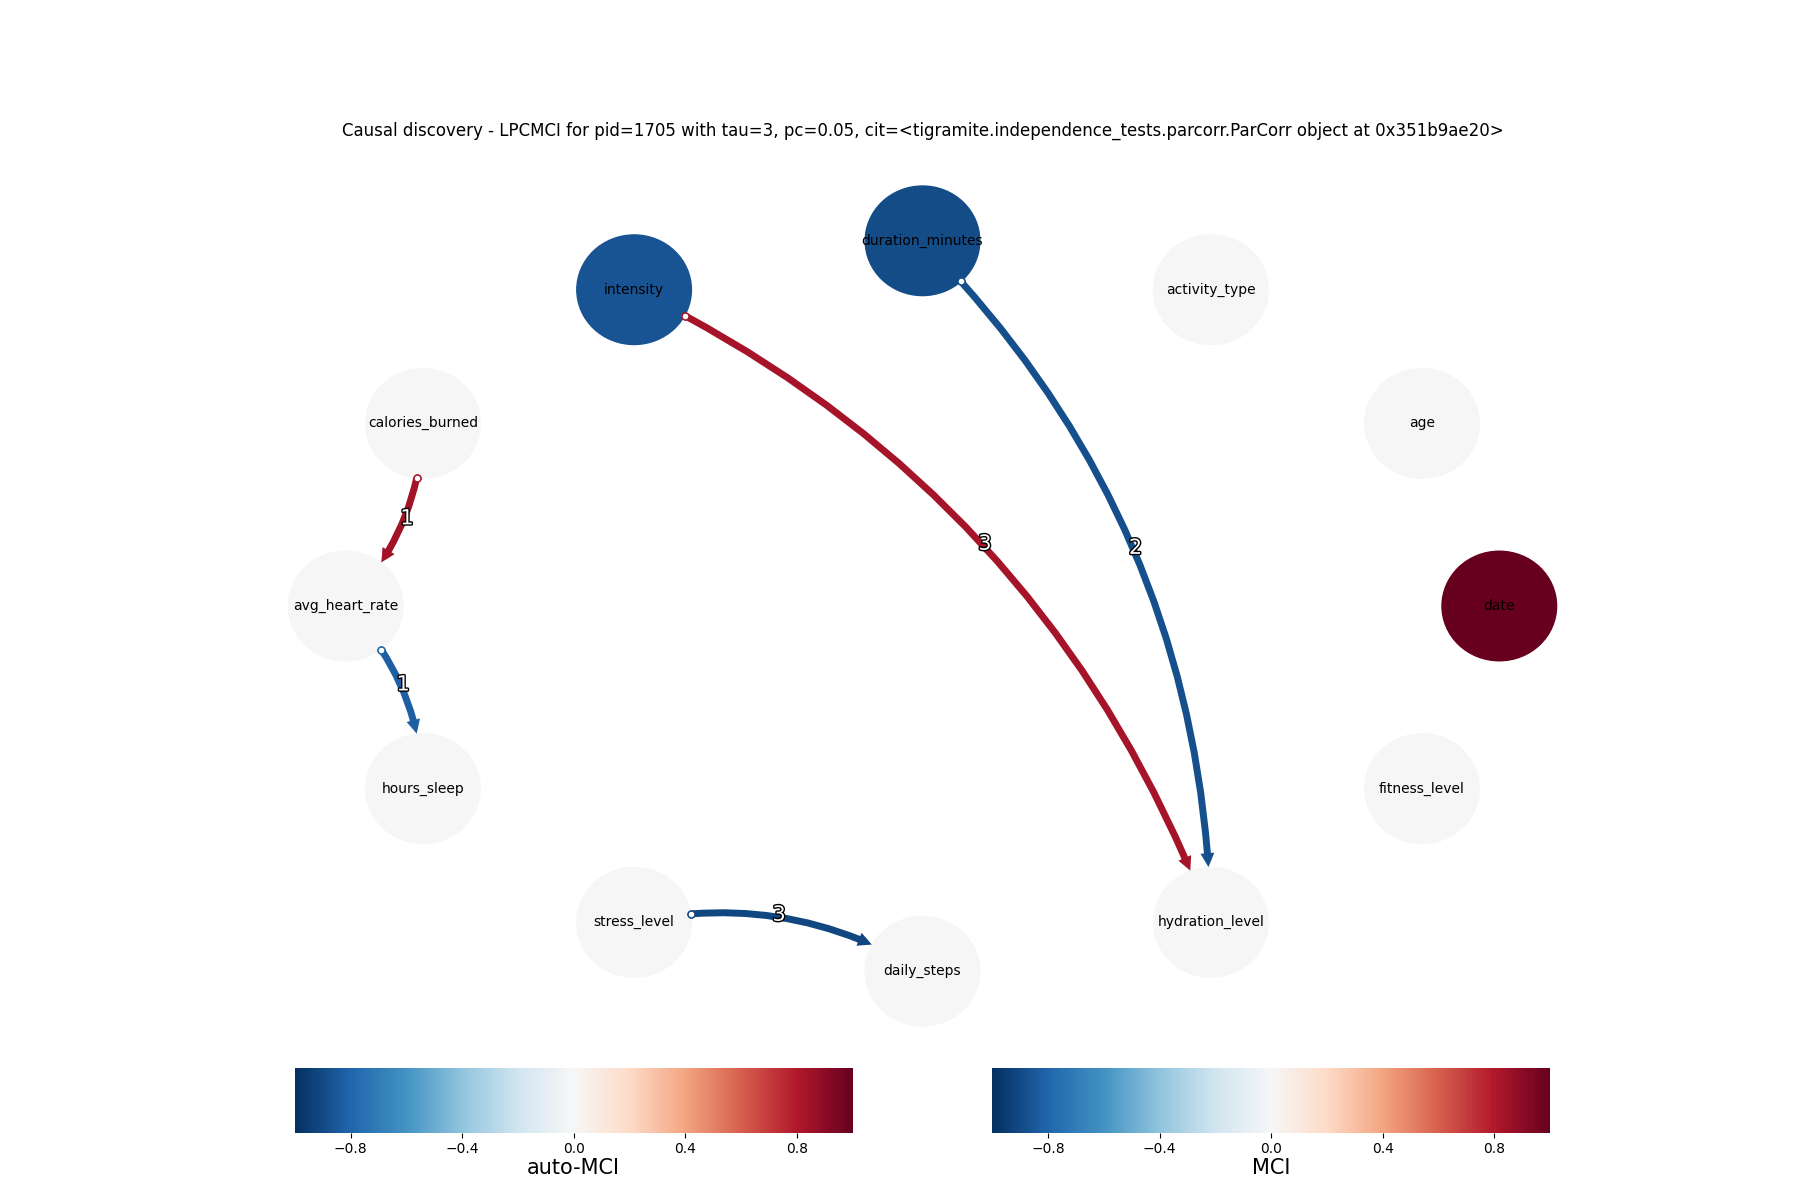 Causal discovery - LPCMCI for pid=1705 with tau=3, pc=0.05, cit=<tigramite.independence_tests.parcorr.ParCorr object at 0x351b9ae20>
duration_minutes
intensity
activity_type
calories_burned
age
1
3
2
avg_heart_rate
date
1
hours_sleep
fitness_level
3
stress_level
hydration_level
daily_steps
−0.8 −0.4 0.0 0.4 0.8
auto-MCI
−0.8 −0.4 0.0 0.4 0.8
MCI